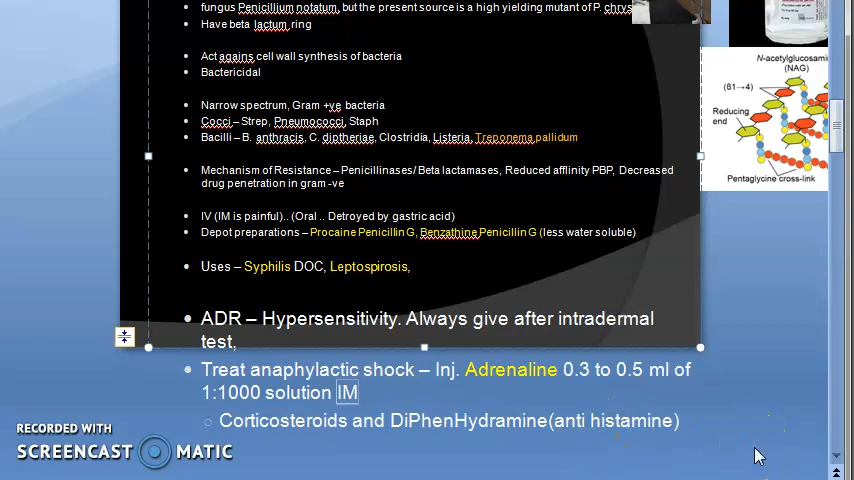 fungus Penicillium notatum, but the present source is a high yielding mutant of P. chrys
Have beta lactum ring
Act agains cell wall synthesis of bacteria
Bactericidal
Narrow spectrum, Gram +ve bacteria
Cocci – Strep, Pneumococci, Staph
Bacilli – B. anthracis, C. diptheriae, Clostridia, Listeria, Treponema pallidum
Mechanism of Resistance – Penicillinases/ Beta lactamases, Reduced affinity PBP, Decreased
drug penetration in gram -ve
IV (IM is painful).. (Oral .. Detroyed by gastric acid)
Depot preparations – Procaine Penicillin G, Benzathine Penicillin G (less water soluble)
Uses – Syphilis DOC, Leptospirosis,
ADR – Hypersensitivity. Always give after intradermal
test,
Treat anaphylactic shock – Inj. Adrenaline 0.3 to 0.5 ml of
1:1000 solution IM
Corticosteroids and DiPhenHydramine(anti histamine)
N-acetylglucosamin
(NAG)
(β1→4)
Reducing
end
Pentaglycine cross-link
RECORDED WITH
SCREENCAST MATIC